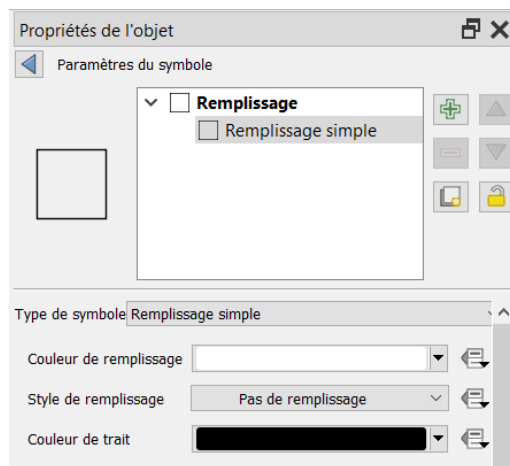 Propriétés de l'objet
Paramètres du symbole
Remplissage
Remplissage simple
Type de symbole Remplissage simple
Couleur de remplissage
Style de remplissage Pas de remplissage
Couleur de trait